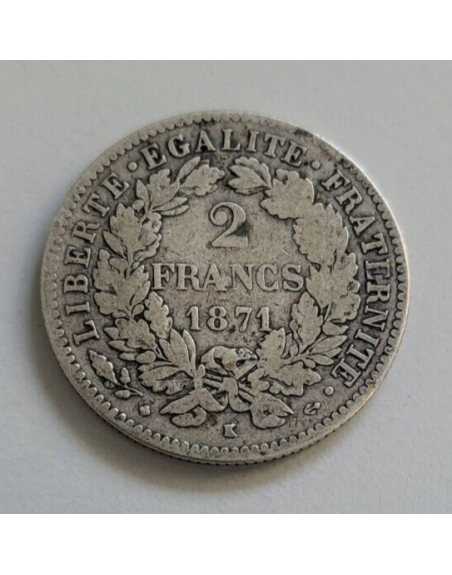 LIBERTE · EGALITE · FRATERNITE ·
2
FRANCS
1871
K